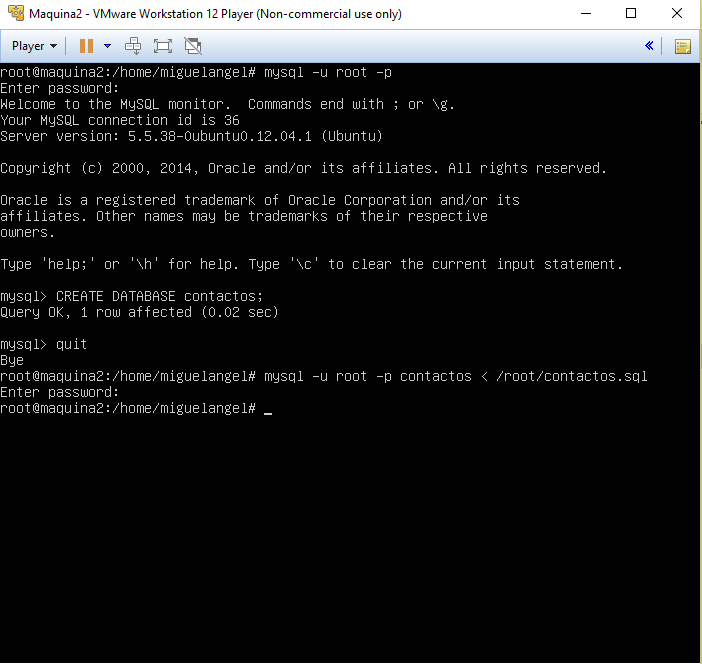 Maquina2 - VMware Workstation 12 Player (Non-commercial use only)
Player
root@maquina2:/home/miguelangel# mysql -u root -p
Enter password:
Welcome to the MySQL monitor.  Commands end with ; or \g.
Your MySQL connection id is 36
Server version: 5.5.38-0ubuntu0.12.04.1 (Ubuntu)
Copyright (c) 2000, 2014, Oracle and/or its affiliates. All rights reserved.
Oracle is a registered trademark of Oracle Corporation and/or its
affiliates. Other names may be trademarks of their respective
owners.
Type 'help;' or '\h' for help. Type '\c' to clear the current input statement.
mysql> CREATE DATABASE contactos;
Query OK, 1 row affected (0.02 sec)
mysql> quit
Bye
root@maquina2:/home/miguelangel# mysql -u root -p contactos < /root/contactos.sql
Enter password:
root@maquina2:/home/miguelangel# _